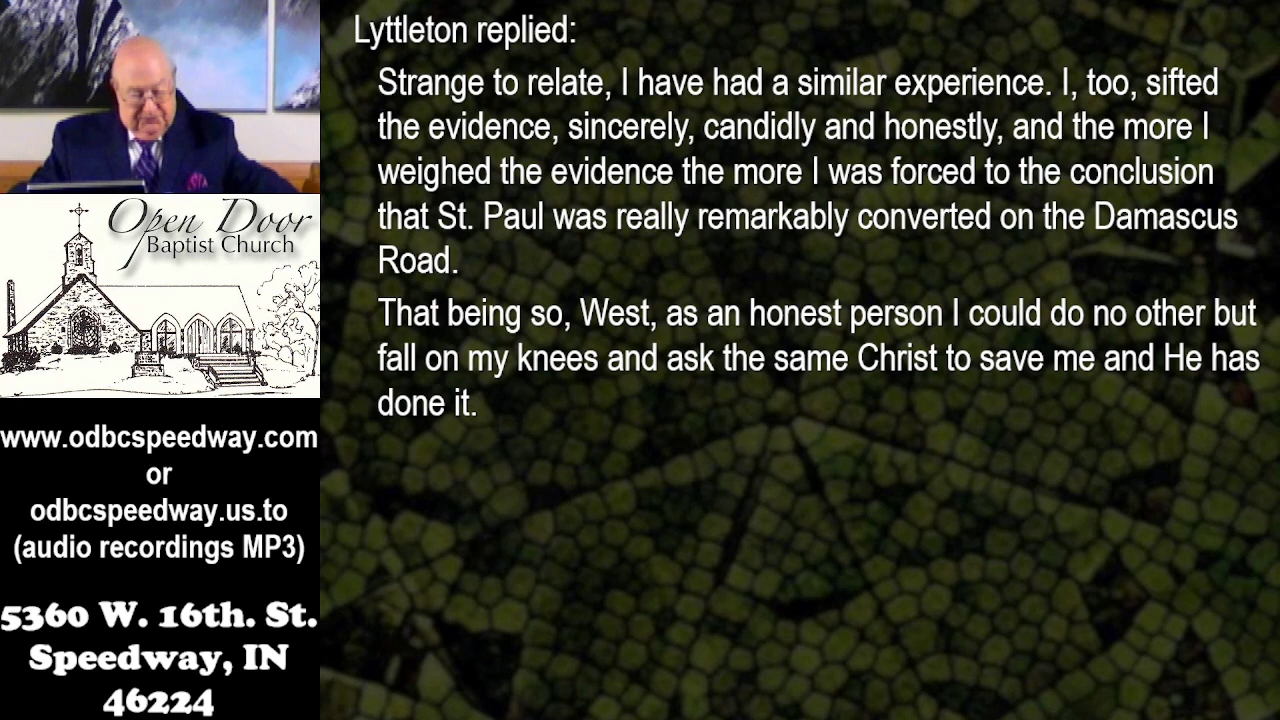 Lyttleton replied:
Strange to relate, I have had a similar experience. I, too, sifted
the evidence, sincerely, candidly and honestly, and the more I
weighed the evidence the more I was forced to the conclusion
that St. Paul was really remarkably converted on the Damascus
Road.
That being so, West, as an honest person I could do no other but
fall on my knees and ask the same Christ to save me and He has
done it.
Open Door
Baptist Church
www.odbcspeedway.com
or
odbcspeedway.us.to
(audio recordings MP3)
5360 W. 16th. St.
Speedway, IN
46224